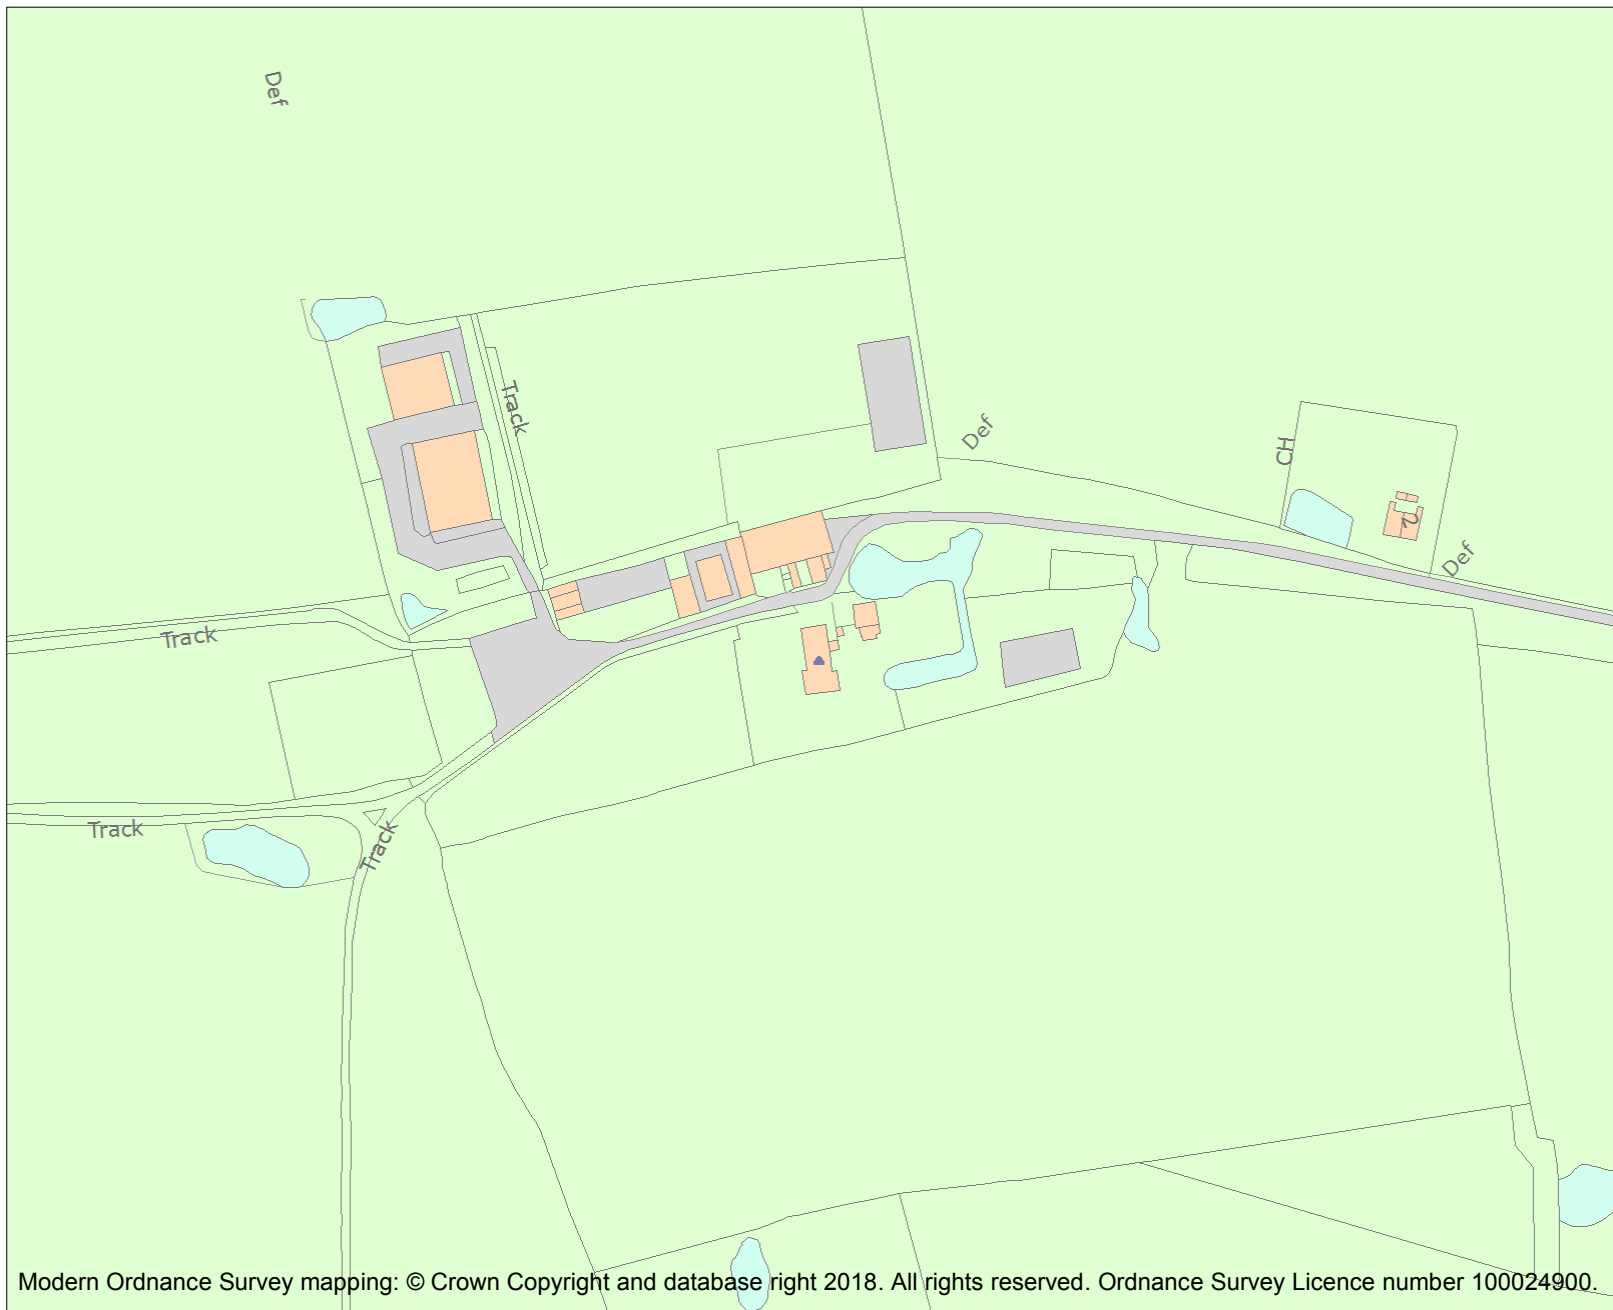 Def
Track
Def
CH
2
Def
Track
Track
Track
Modern Ordnance Survey mapping: © Crown Copyright and database right 2018. All rights reserved. Ordnance Survey Licence number 100024900.